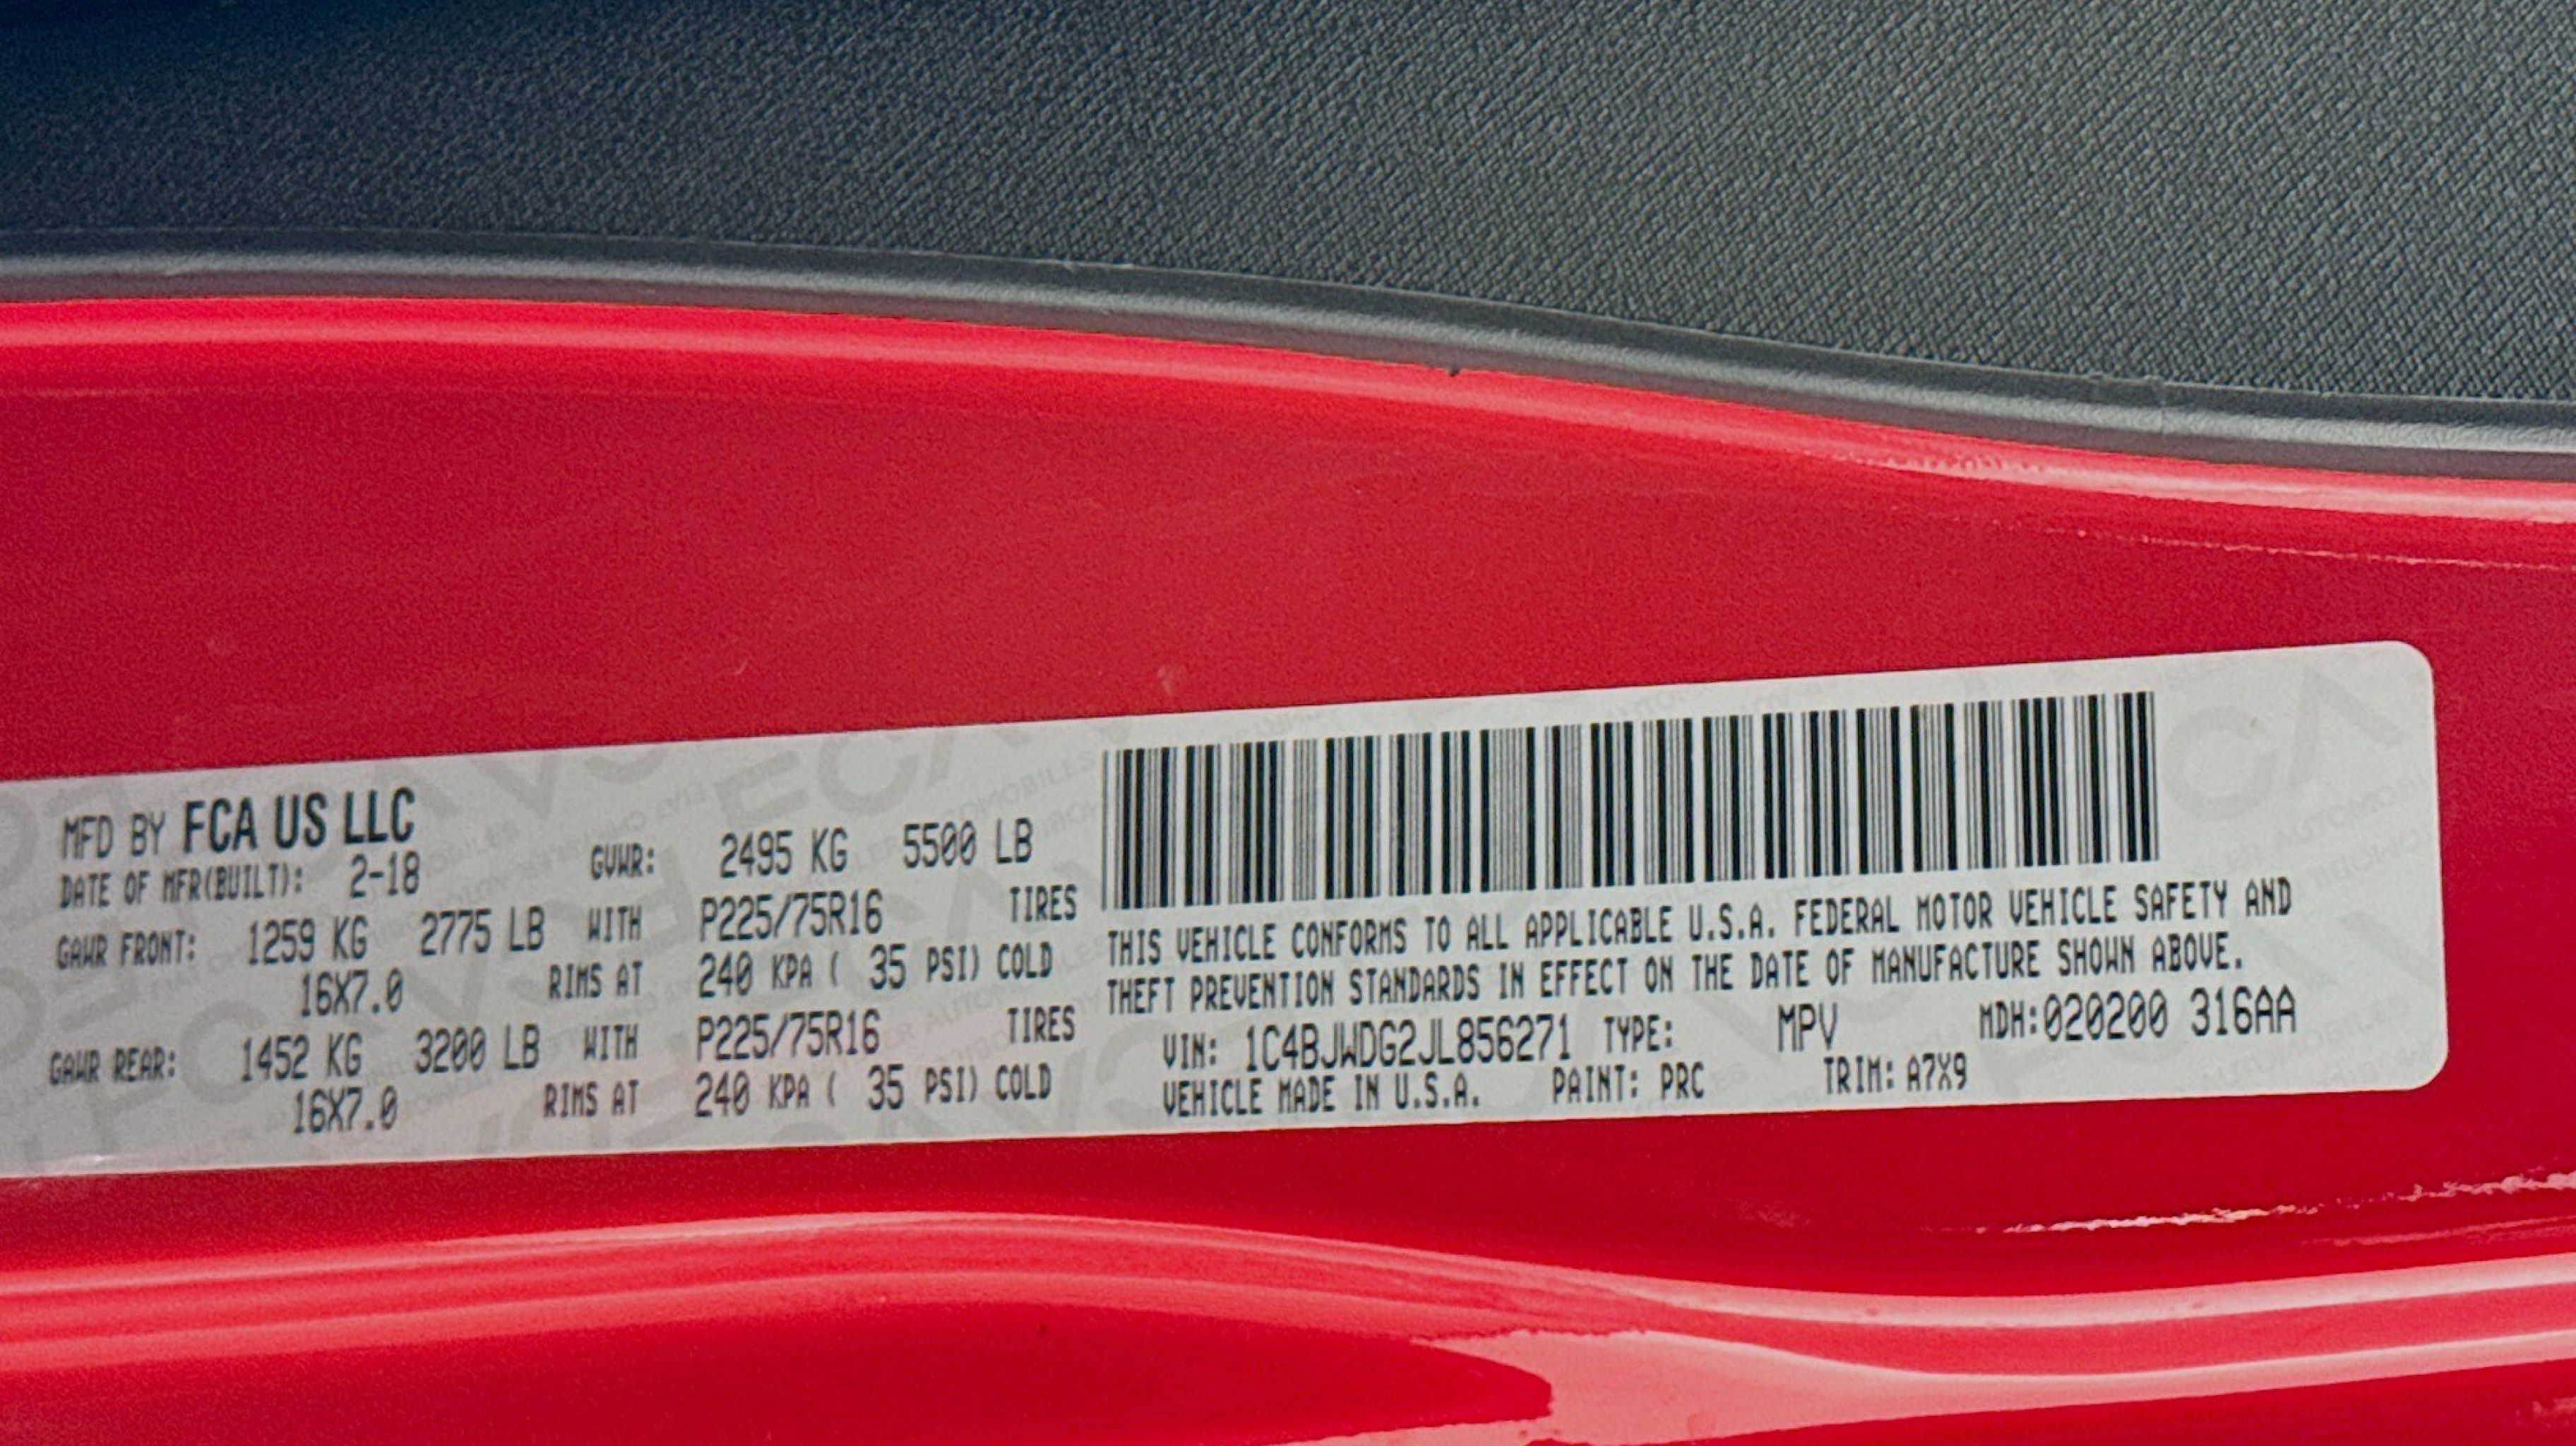 MFD BY FCA US LLC
DATE OF MFR(BUILT): 2-18 GVWR: 2495 KG 5500 LB
GAWR FRONT: 1259 KG 2775 LB WITH P225/75R16 TIRES
16X7.0 RIMS AT 240 KPA ( 35 PSI) COLD
GAWR REAR: 1452 KG 3200 LB WITH P225/75R16 TIRES
16X7.0 RIMS AT 240 KPA ( 35 PSI) COLD
THIS VEHICLE CONFORMS TO ALL APPLICABLE U.S.A. FEDERAL MOTOR VEHICLE SAFETY AND
THEFT PREVENTION STANDARDS IN EFFECT ON THE DATE OF MANUFACTURE SHOWN ABOVE.
VIN: 1C4BJWDG2JL856271 TYPE: MPV MDH:020200 316AA
VEHICLE MADE IN U.S.A. PAINT: PRC TRIM: A7X9